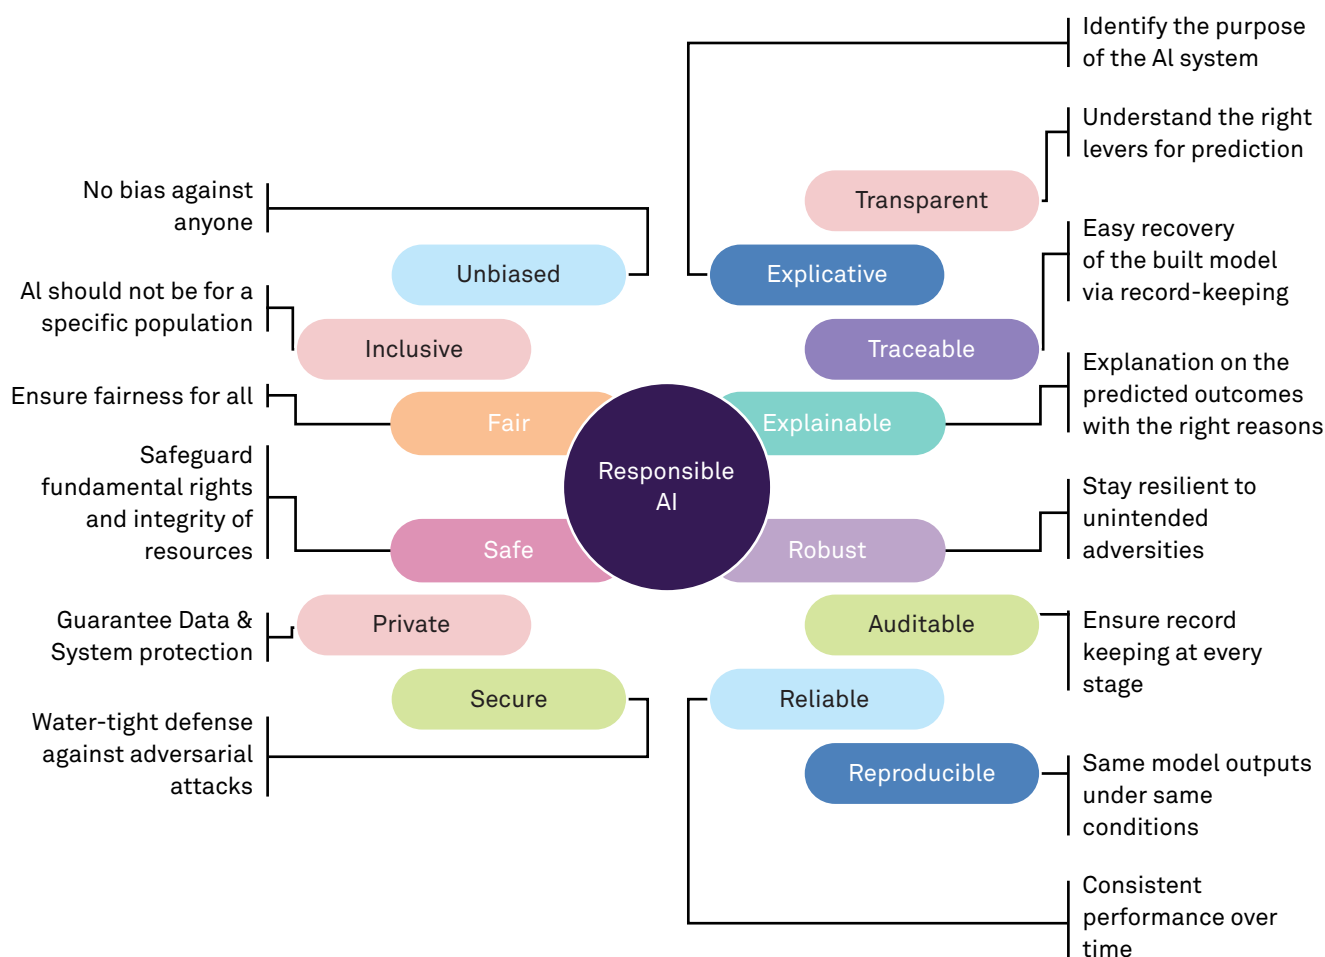 Identify the purpose
of the AI system
Understand the right
levers for prediction
Transparent
No bias against
anyone
Easy recovery
of the built model
via record-keeping
Unbiased
Explicative
AI should not be for a
specific population
Inclusive
Traceable
Explanation on the
predicted outcomes
with the right reasons
Ensure fairness for all
Fair
Explainable
Safeguard
fundamental rights
and integrity of
resources
Responsible
AI
Stay resilient to
unintended
adversities
Safe
Robust
Guarantee Data &
System protection
Private
Auditable
Ensure record
keeping at every
stage
Secure
Reliable
Water-tight defense
against adversarial
attacks
Reproducible
Same model outputs
under same
conditions
Consistent
performance over
time